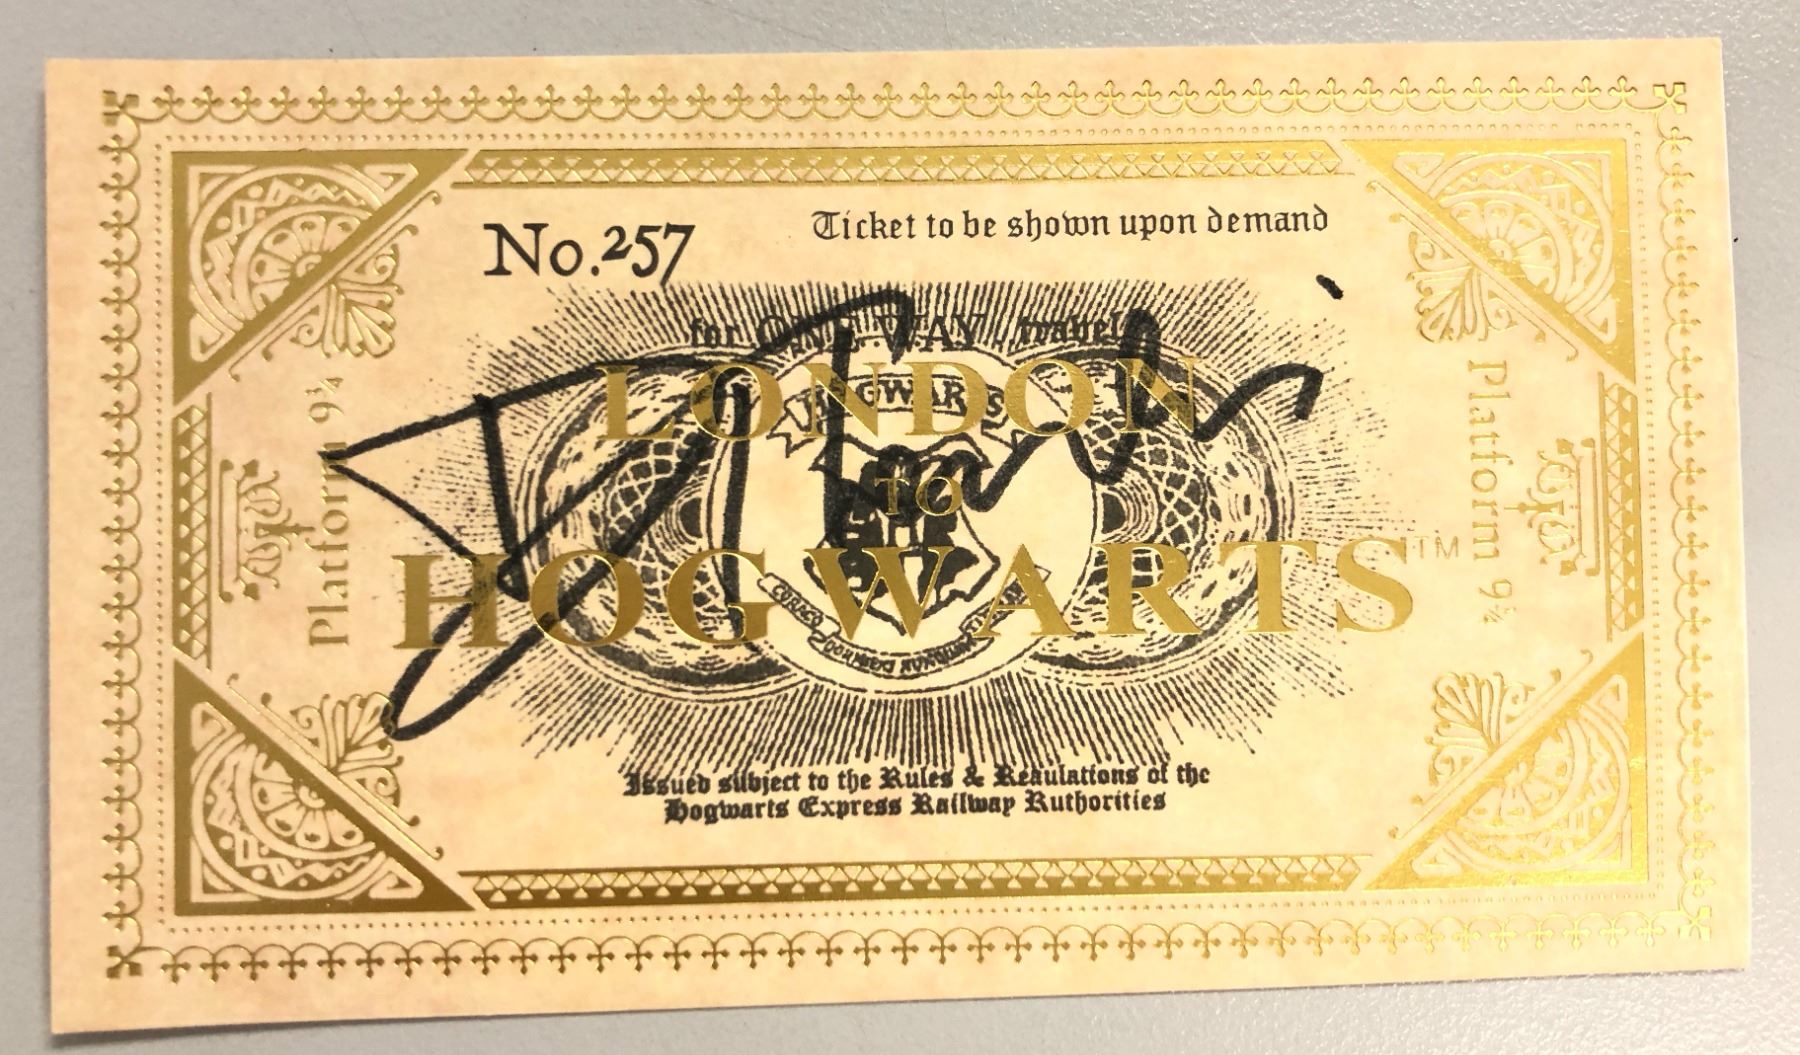 No.257
Ticket to be shown upon demand
for ONE WAY travel
LONDON
HOGWARTS
TO
HOGWARTS™
Platform 9¾
Platform 9¾
Issued subject to the Rules & Regulations of the
Hogwarts Express Railway Authorities